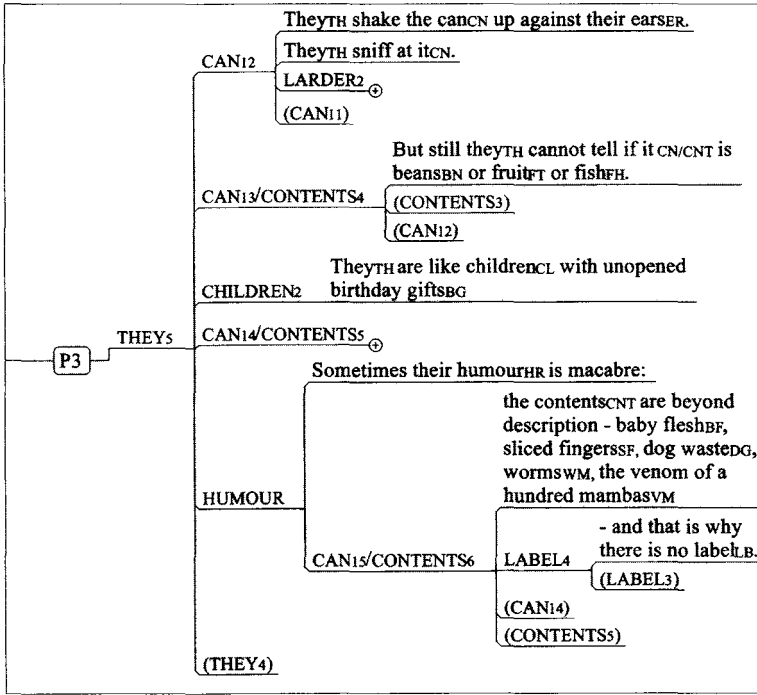 TheyTH shake the canCN up against their earsER.
TheyTH sniff at itCN.
CAN12
LARDER2
(CAN11)
But still theyTH cannot tell if it CN/CNT is
beansBN or fruitFT or fishFH.
CAN13/CONTENTS4
(CONTENTS3)
(CAN12)
TheyTH are like childrenCL with unopened
birthday giftsBG
CHILDREN2
THEY5
CAN14/CONTENTS5
P3
Sometimes their humourHR is macabre:
the contentsCNT are beyond
description - baby fleshBF,
sliced fingersSF, dog wasteDG,
wormsWM, the venom of a
hundred mambasVM
HUMOUR
- and that is why
there is no labelLB.
CAN15/CONTENTS6
LABEL4
(LABEL3)
(CAN14)
(CONTENTS5)
(THEY4)